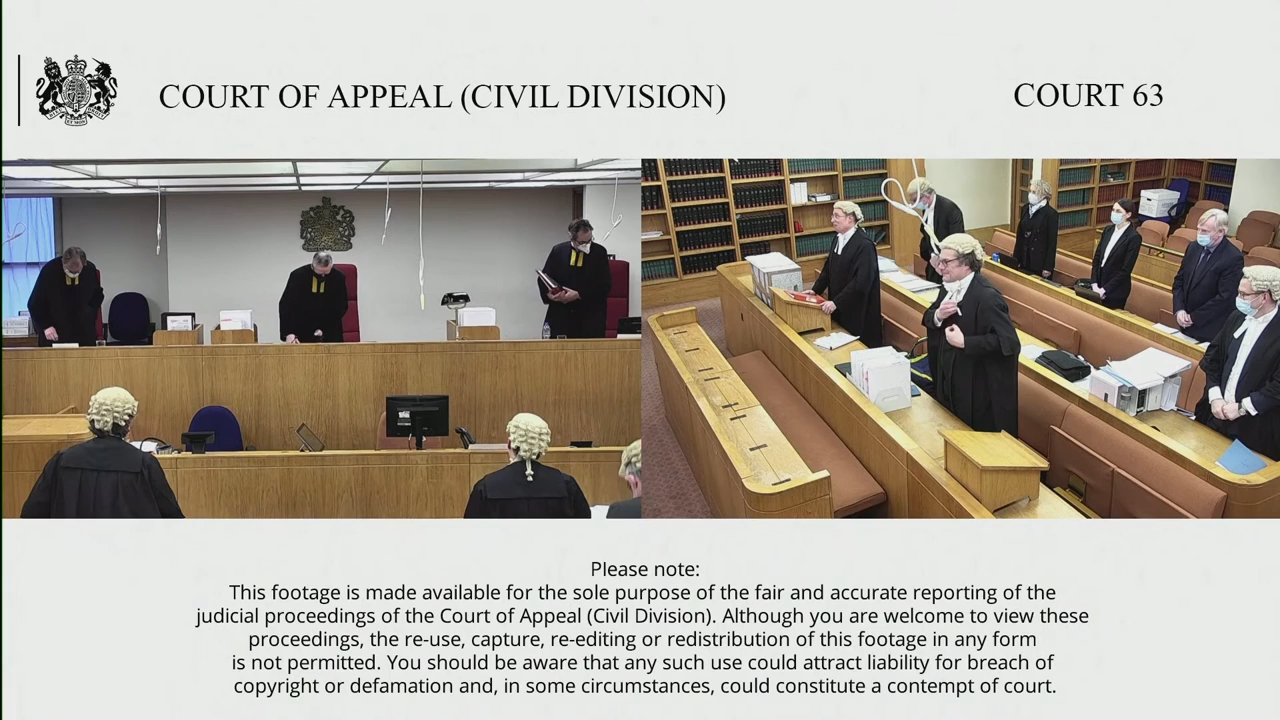 COURT OF APPEAL (CIVIL DIVISION)
COURT 63
Please note:
This footage is made available for the sole purpose of the fair and accurate reporting of the
judicial proceedings of the Court of Appeal (Civil Division). Although you are welcome to view these
proceedings, the re-use, capture, re-editing or redistribution of this footage in any form
is not permitted. You should be aware that any such use could attract liability for breach of
copyright or defamation and, in some circumstances, could constitute a contempt of court.